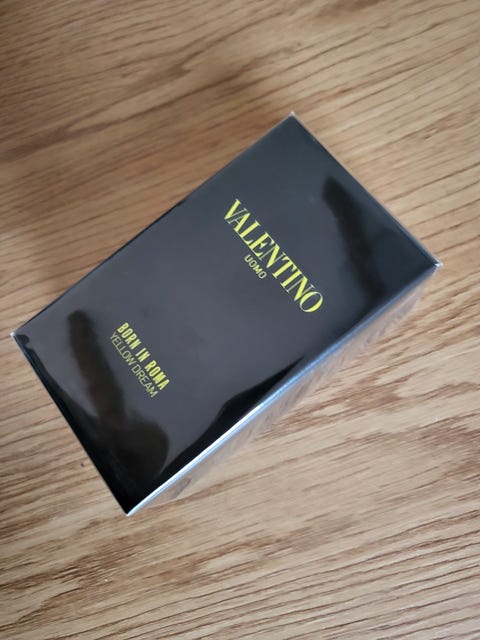 VALENTINO
UOMO
BORN IN ROMA
YELLOW DREAM